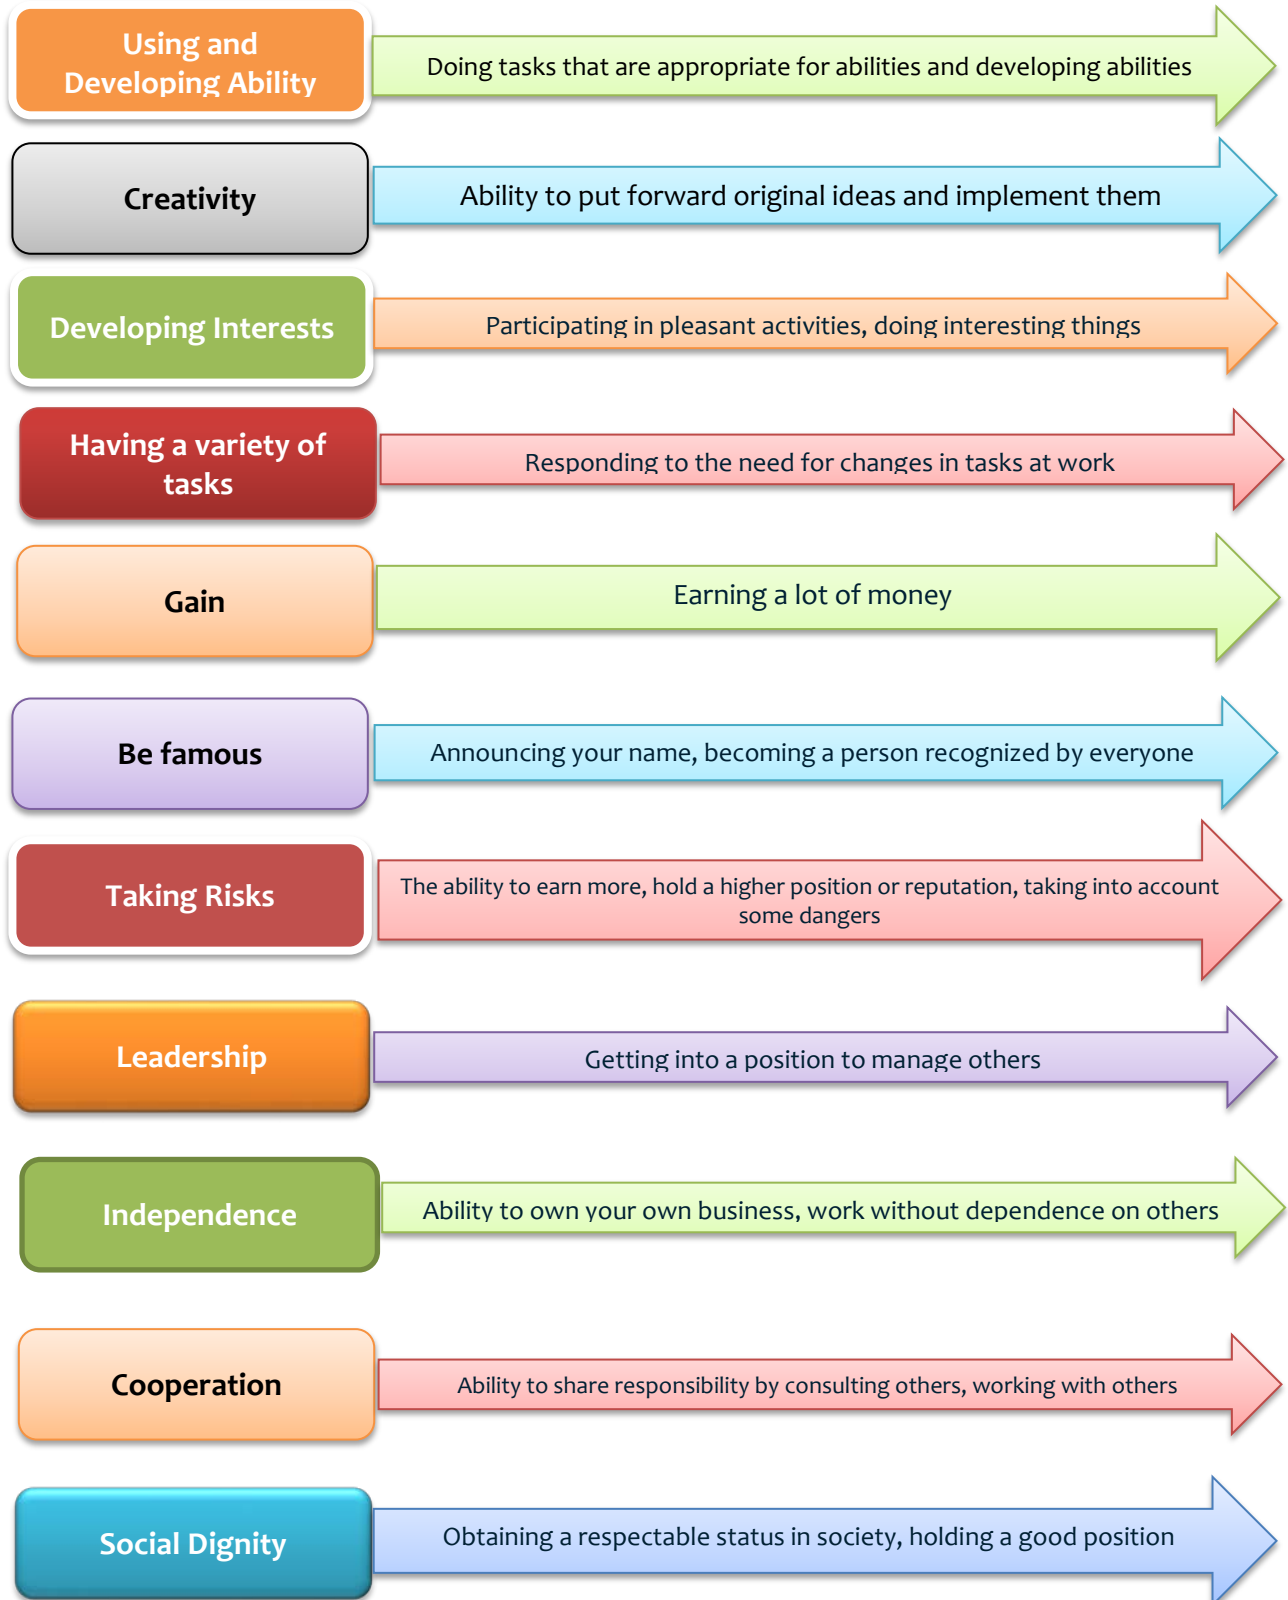 Using and
Developing Ability
Doing tasks that are appropriate for abilities and developing abilities
Creativity
Ability to put forward original ideas and implement them
Developing Interests
Participating in pleasant activities, doing interesting things
Having a variety of
tasks
Responding to the need for changes in tasks at work
Gain
Earning a lot of money
Be famous
Announcing your name, becoming a person recognized by everyone
Taking Risks
The ability to earn more, hold a higher position or reputation, taking into account
some dangers
Leadership
Getting into a position to manage others
Independence
Ability to own your own business, work without dependence on others
Cooperation
Ability to share responsibility by consulting others, working with others
Social Dignity
Obtaining a respectable status in society, holding a good position